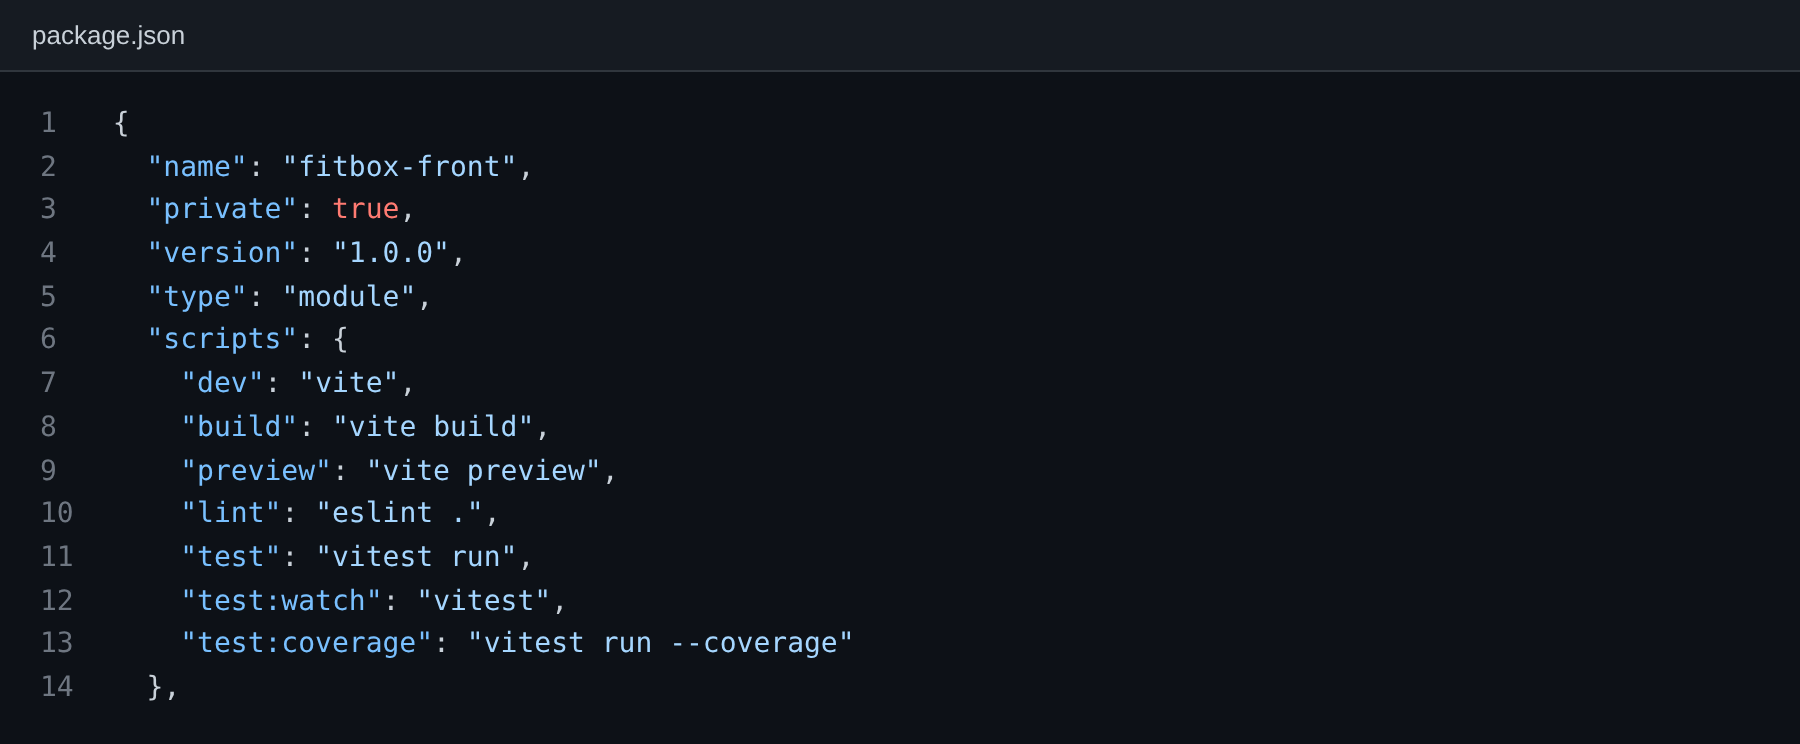 package.json
1 {
2   "name": "fitbox-front",
3   "private": true,
4   "version": "1.0.0",
5   "type": "module",
6   "scripts": {
7     "dev": "vite",
8     "build": "vite build",
9     "preview": "vite preview",
10     "lint": "eslint .",
11     "test": "vitest run",
12     "test:watch": "vitest",
13     "test:coverage": "vitest run --coverage"
14   },